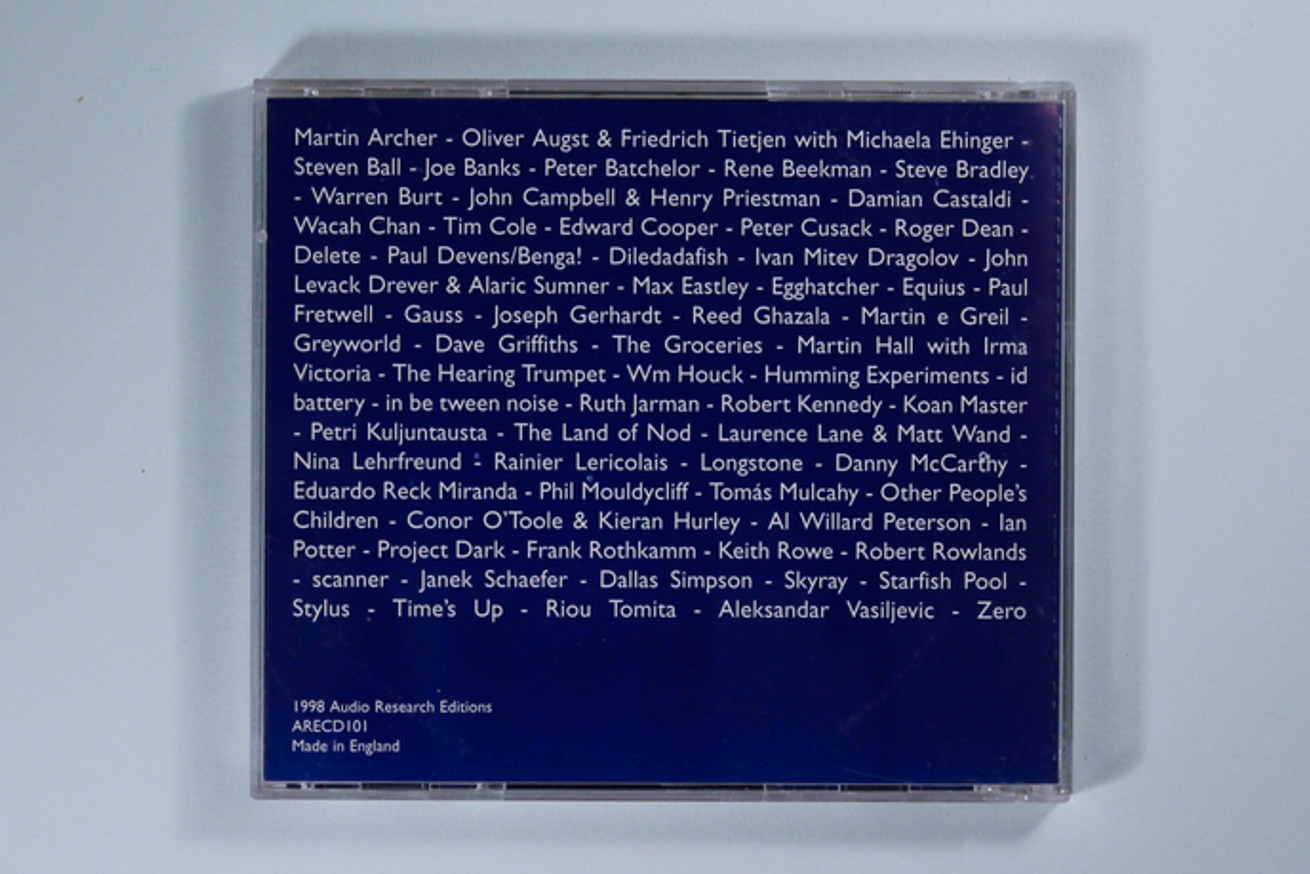 Martin Archer - Oliver Augst & Friedrich Tietjen with Michaela Ehinger -
Steven Ball - Joe Banks - Peter Batchelor - Rene Beekman - Steve Bradley
- Warren Burt - John Campbell & Henry Priestman - Damian Castaldi -
Wacah Chan - Tim Cole - Edward Cooper - Peter Cusack - Roger Dean -
Delete - Paul Devens/Benga! - Diledadafish - Ivan Mitev Dragolov - John
Levack Drever & Alaric Sumner - Max Eastley - Egghatcher - Equius - Paul
Fretwell - Gauss - Joseph Gerhardt - Reed Ghazala - Martin e Greil -
Greyworld - Dave Griffiths - The Groceries - Martin Hall with Irma
Victoria - The Hearing Trumpet - Wm Houck - Humming Experiments - id
battery - in be tween noise - Ruth Jarman - Robert Kennedy - Koan Master
- Petri Kuljuntausta - The Land of Nod - Laurence Lane & Matt Wand -
Nina Lehrfreund - Rainier Lericolais - Longstone - Danny McCarthy -
Eduardo Reck Miranda - Phil Mouldycliff - Tomás Mulcahy - Other People's
Children - Conor O'Toole & Kieran Hurley - Al Willard Peterson - Ian
Potter - Project Dark - Frank Rothkamm - Keith Rowe - Robert Rowlands
- scanner - Janek Schaefer - Dallas Simpson - Skyray - Starfish Pool -
Stylus - Time's Up - Riou Tomita - Aleksandar Vasiljevic - Zero
1998 Audio Research Editions
ARECD101
Made in England